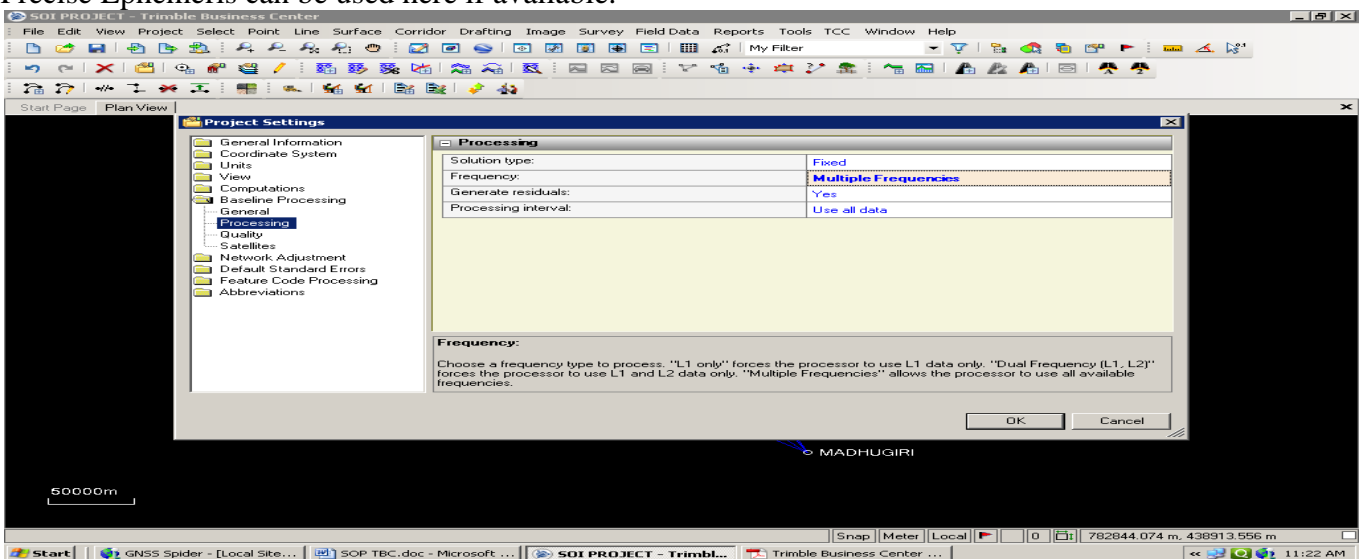 Precise Ephemeris can be used here if available.
SOI PROJECT - Trimble Business Center
File Edit View Project Select Point Line Surface Corridor Drafting Image Survey Field Data Reports Tools TCC Window Help
My Filter
Start Page Plan View
Project Settings
General Information
Coordinate System
Units
View
Computations
Baseline Processing
General
Processing
Quality
Satellites
Network Adjustment
Default Standard Errors
Feature Code Processing
Abbreviations
Processing
Solution type: Fixed
Frequency: Multiple Frequencies
Generate residuals: Yes
Processing interval: Use all data
Frequency:
Choose a frequency type to process. "L1 only" forces the processor to use L1 data only. "Dual Frequency (L1, L2)"
forces the processor to use L1 and L2 data only. "Multiple Frequencies" allows the processor to use all available
frequencies.
OK Cancel
MADHUGIRI
50000m
Snap Meter Local 0 782844.074 m, 438913.556 m
Start GNSS Spider - [Local Site... SOP TBC.doc - Microsoft ... SOI PROJECT - Trimbl... Trimble Business Center ... << 11:22 AM